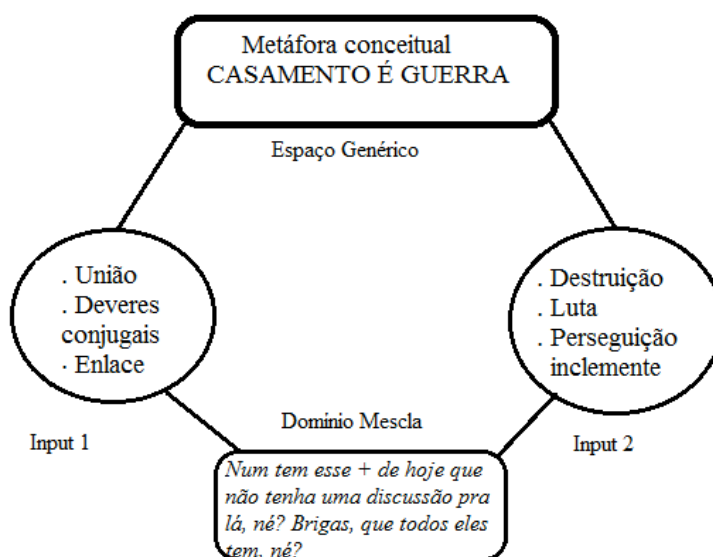 Metáfora conceitual
CASAMENTO É GUERRA
Espaço Genérico
. União
. Deveres
conjugais
· Enlace
. Destruição
. Luta
. Perseguição
inclemente
Input 1
Domínio Mescla
Input 2
Num tem esse + de hoje que
não tenha uma discussão pra
lá, né? Brigas, que todos eles
tem, né?